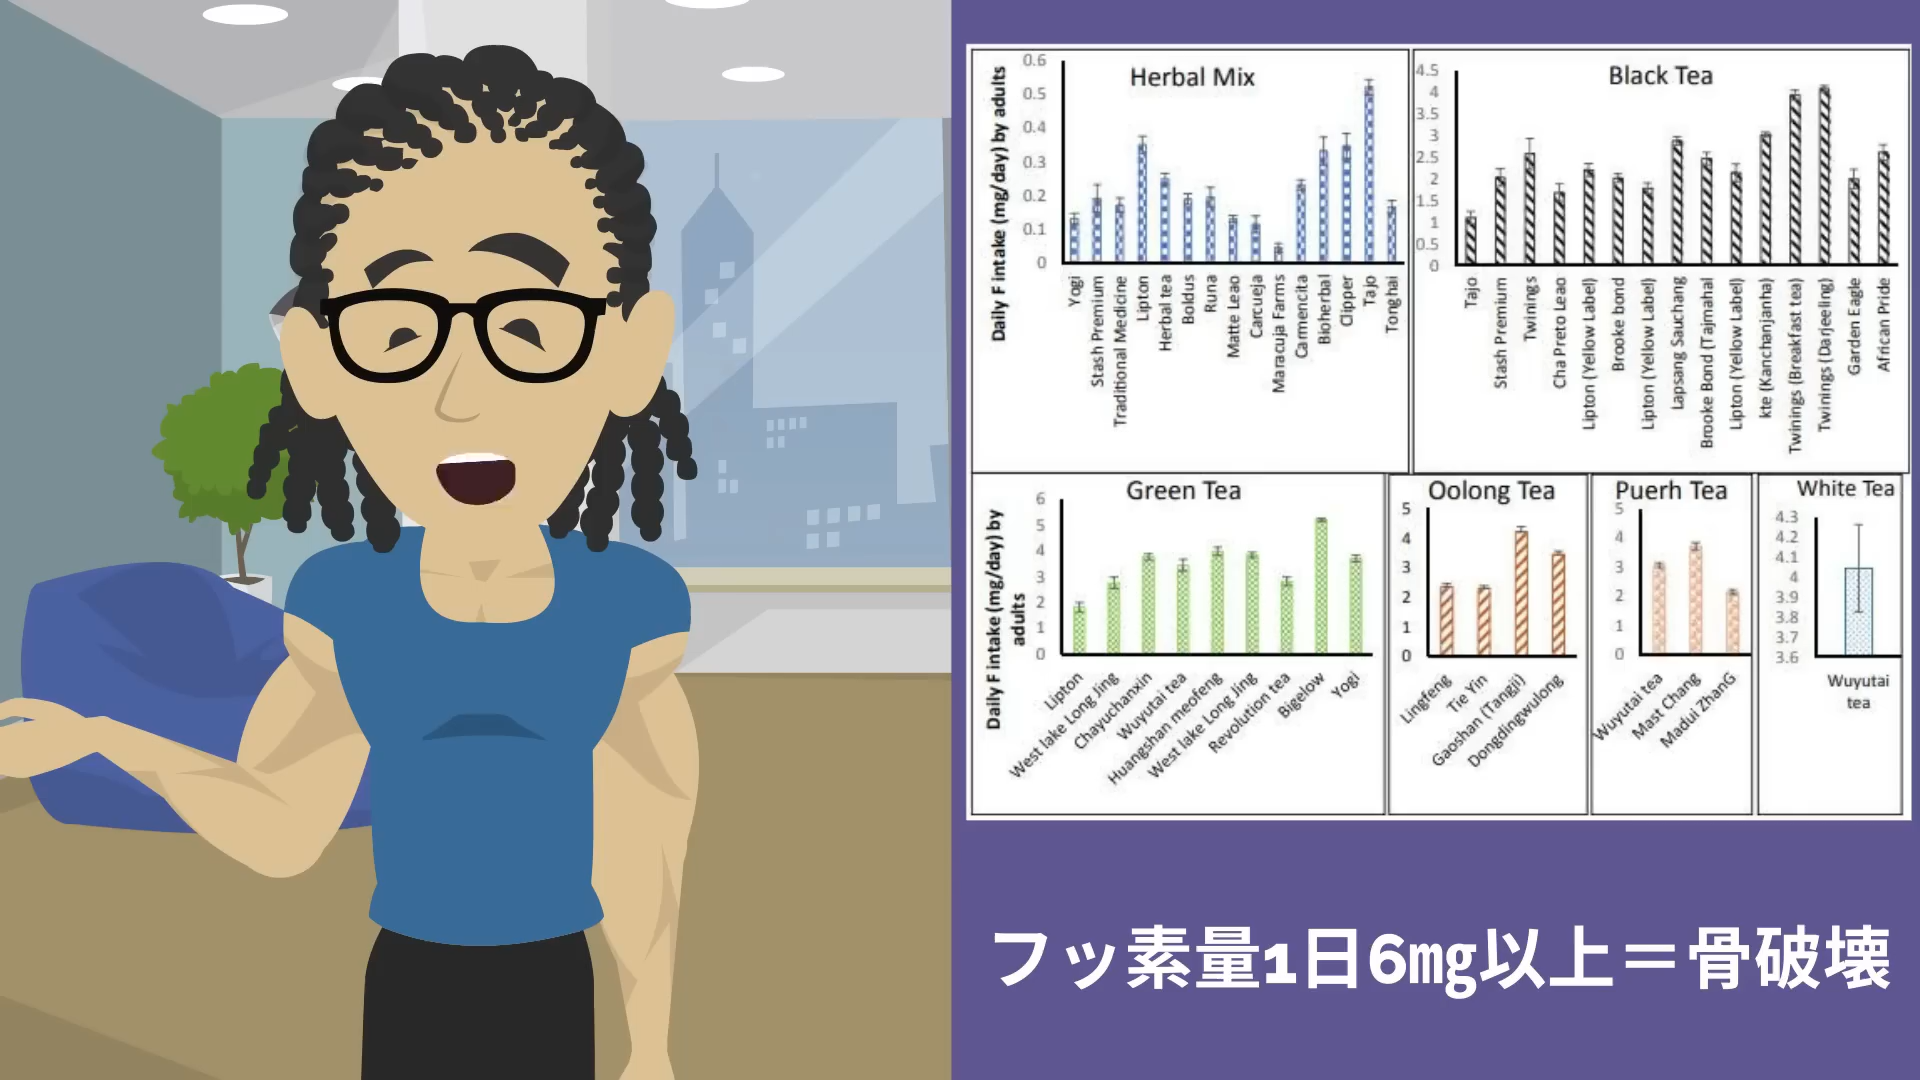 Herbal Mix
Daily F intake (mg/day) by adults
0.6
0.5
0.4
0.3
0.2
0.1
0
Yogi
Stash Premium
Traditional Medicine
Lipton
Herbal tea
Boldus
Runa
Matte Leao
Carcueja
Maracuja Farms
Carmencita
Bioherbal
Clipper
Tajo
Tonghai
Black Tea
4.5
4
3.5
3
2.5
2
1.5
1
0.5
0
Tajo
Stash Premium
Twinings
Cha Preto Leao
Lipton (Yellow Label)
Brooke bond
Lipton (Yellow Label)
Lapsang Sauchang
Brooke Bond (Tajmahal
Lipton (Yellow Label)
kte (Kanchanjanha)
Twinings (Breakfast tea)
Twinings (Darjeeling)
Garden Eagle
African Pride
Green Tea
Daily F intake (mg/day) by
adults
6
5
4
3
2
1
0
Lipton
West lake Long Jing
Chayuchanxin
Wuyutai tea
Huangshan meofeng
West lake Long Jing
Revolution tea
Bigelow
Yogi
Oolong Tea
5
4
3
2
1
0
Lingfeng
Tie Yin
Gaoshan (Tangji)
Dongdingwulong
Puerh Tea
5
4
3
2
1
0
Wuyutai tea
Mast Chang
Madui ZhanG
White Tea
4.3
4.2
4.1
4
3.9
3.8
3.7
3.6
Wuyutai
tea
フッ素量1日6㎎以上＝骨破壊